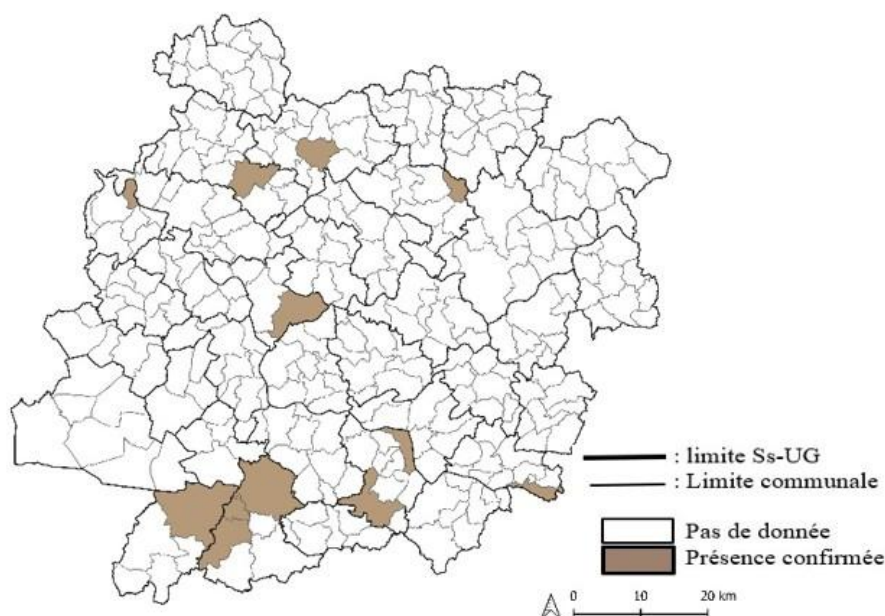 : limite Ss-UG
: Limite communale
Pas de donnée
Présence confirmée
0 10 20 km